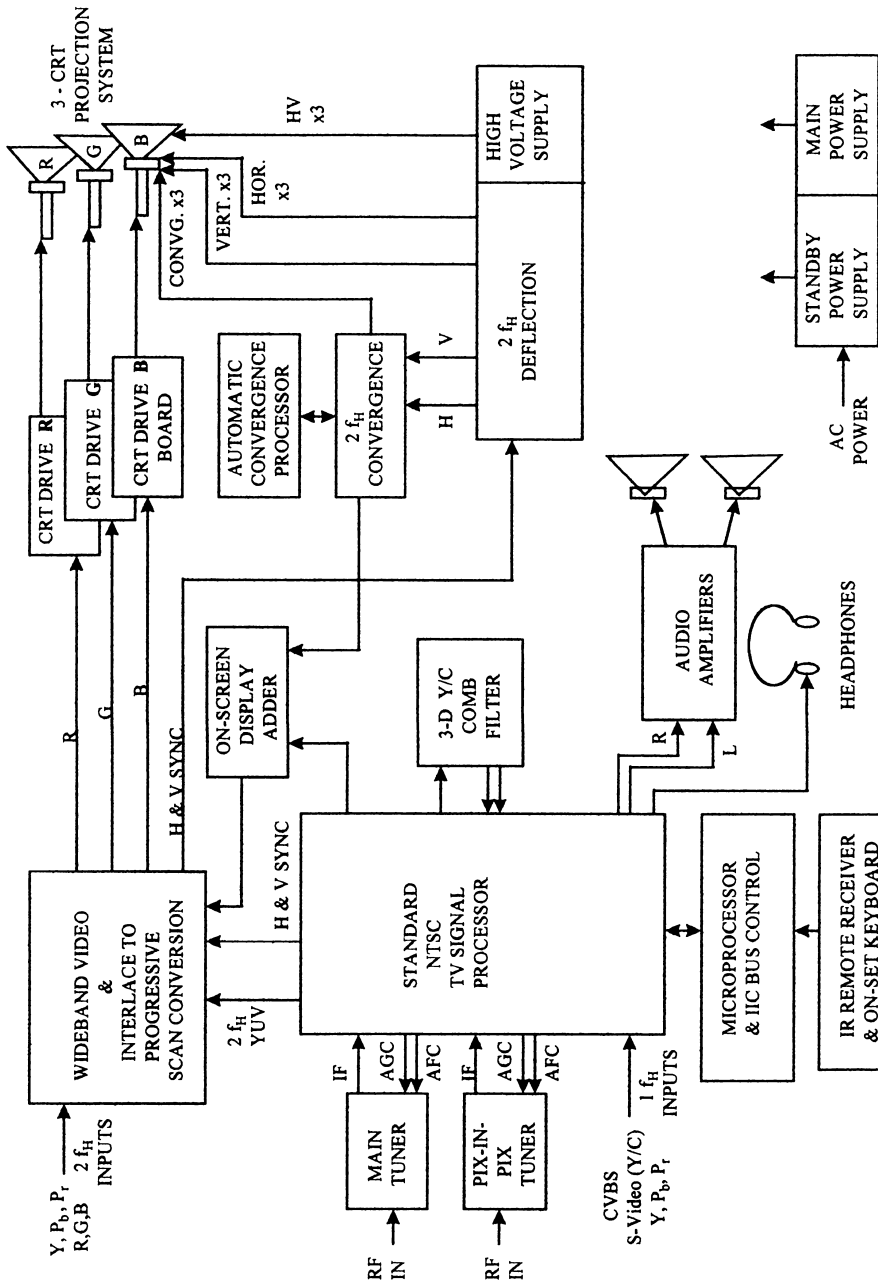 3 - CRT
PROJECTION
SYSTEM
R
G
B
CRT DRIVE R
CRT DRIVE G
CRT DRIVE B
BOARD
CONVG. x3
VERT. x3
HOR.
x3
HV
x3
HIGH
VOLTAGE
SUPPLY
2 fH
DEFLECTION
AUTOMATIC
CONVERGENCE
PROCESSOR
2 fH
CONVERGENCE
H
V
R
G
B
H & V SYNC
WIDEBAND VIDEO
&
INTERLACE TO
PROGRESSIVE
SCAN CONVERSION
Y, Pb, Pr
R,G,B
2 fH
INPUTS
ON-SCREEN
DISPLAY
ADDER
2 fH
YUV
H & V SYNC
3-D Y/C
COMB
FILTER
STANDARD
NTSC
TV SIGNAL
PROCESSOR
RF
IN
MAIN
TUNER
IF
AGC
AFC
RF
IN
PIX-IN-
PIX
TUNER
IF
AGC
AFC
CVBS
S-Video (Y/C)
Y, Pb, Pr
1 fH
INPUTS
R
L
AUDIO
AMPLIFIERS
HEADPHONES
MICROPROCESSOR
& IIC BUS CONTROL
IR REMOTE RECEIVER
& ON-SET KEYBOARD
AC
POWER
STANDBY
POWER
SUPPLY
MAIN
POWER
SUPPLY